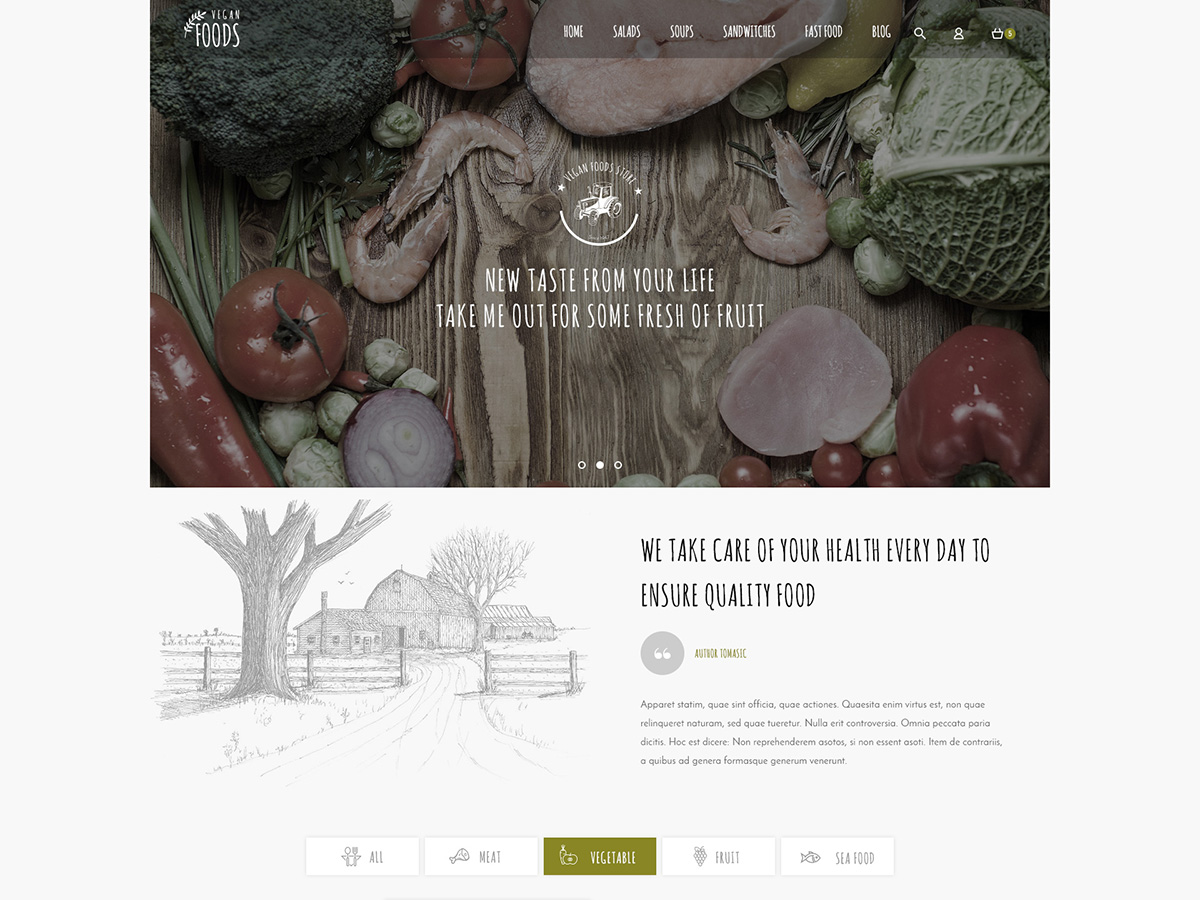 VEGAN
FOODS
HOME SALADS SOUPS SANDWITCHES FAST FOOD BLOG 5
VEGAN FOODS STORE
NEW TASTE FROM YOUR LIFE
TAKE ME OUT FOR SOME FRESH OF FRUIT
WE TAKE CARE OF YOUR HEALTH EVERY DAY TO
ENSURE QUALITY FOOD
AUTHOR TOMASIC
Apparet statim, quae sint officia, quae actiones. Quaesita enim virtus est, non quae
relinqueret naturam, sed quae tueretur. Nulla erit controversia. Omnia peccata paria
dicitis. Hoc est dicere: Non reprehenderem asotos, si non essent asoti. Item de contrariis,
a quibus ad genera formasque generum venerunt.
ALL MEAT VEGETABLE FRUIT SEA FOOD